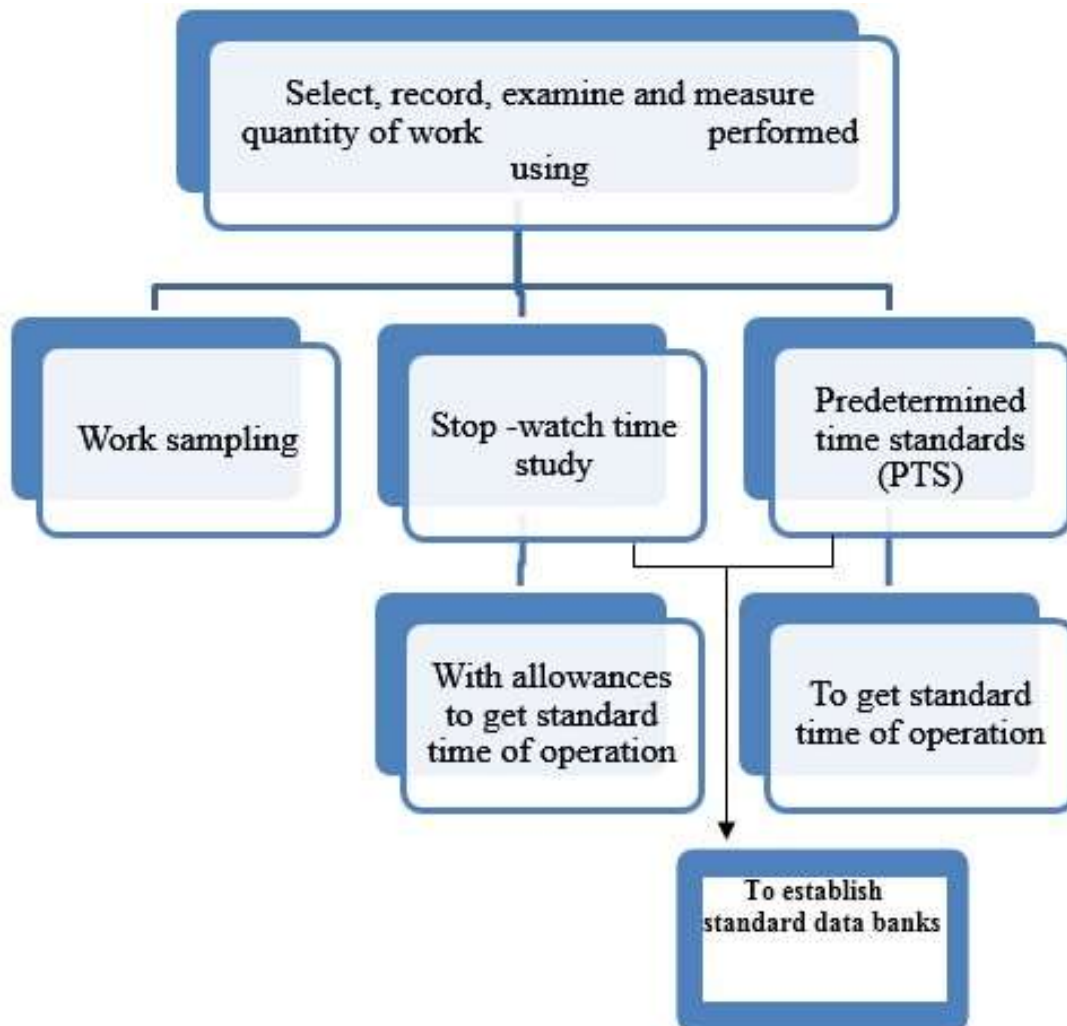 Select, record, examine and measure
quantity of work performed
using
Work sampling
Stop -watch time
study
Predetermined
time standards
(PTS)
With allowances
to get standard
time of operation
To get standard
time of operation
To establish
standard data banks